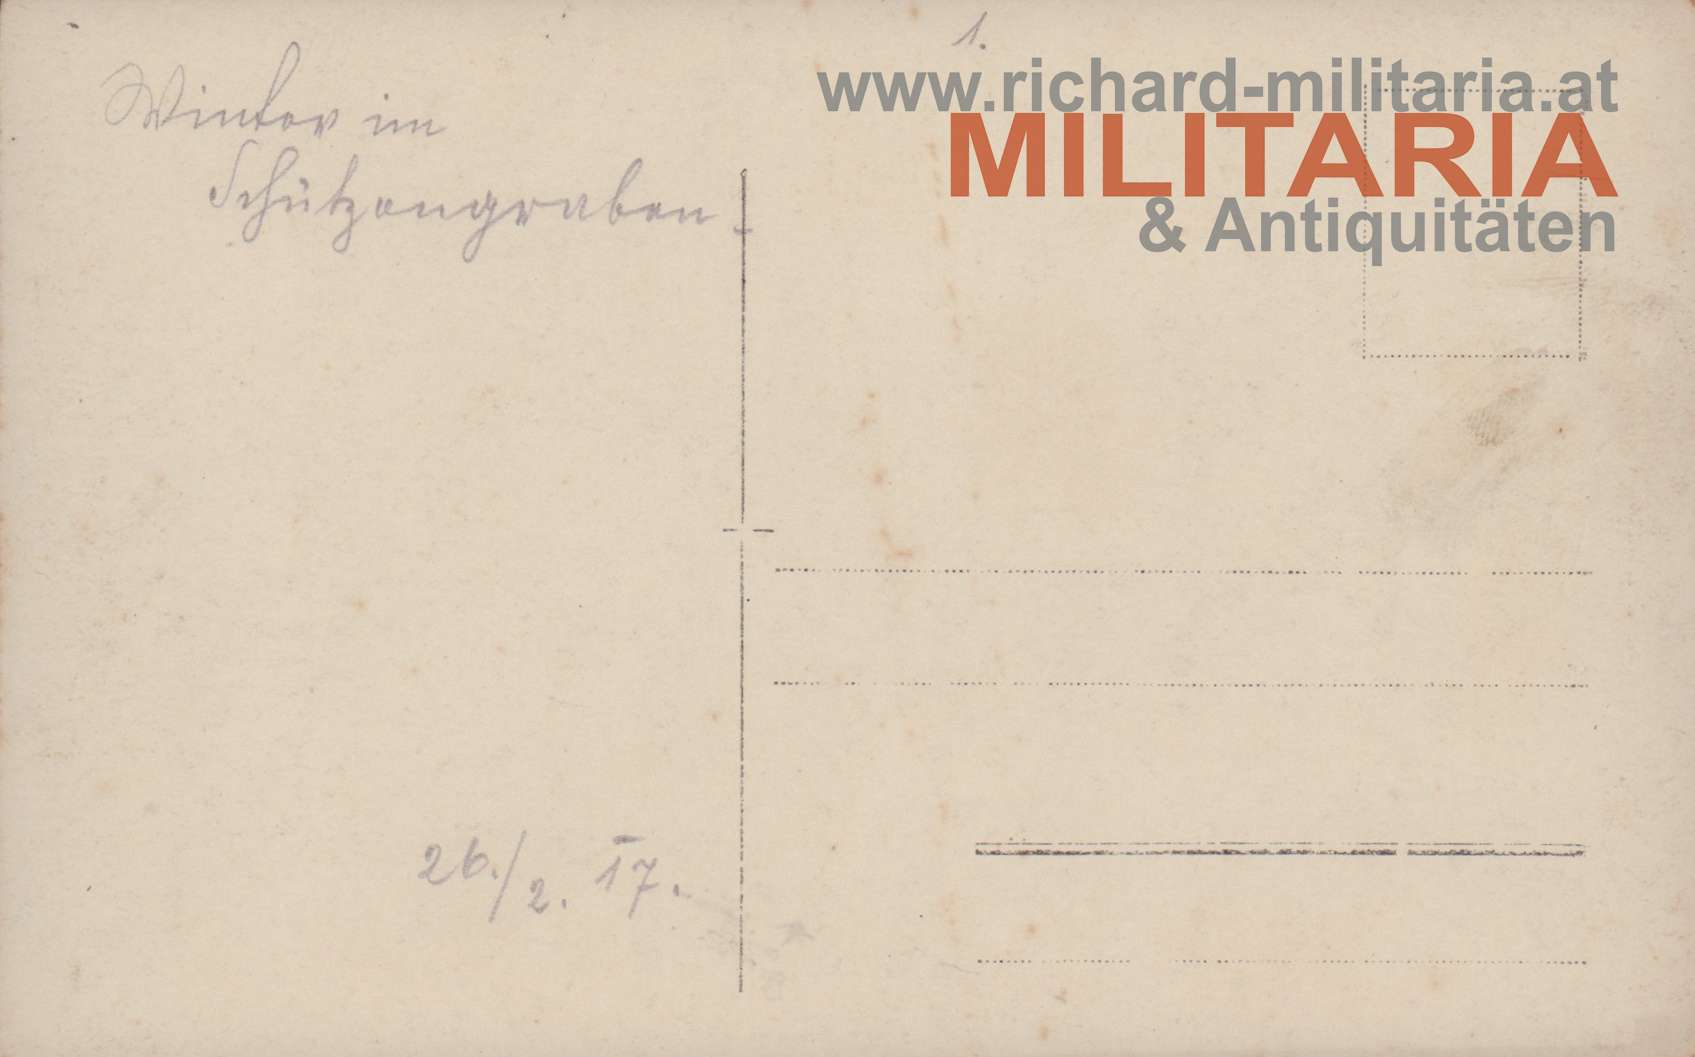 1.
www.richard-militaria.at
MILITARIA
& Antiquitäten
Winter im
Schützengraben!
26./2. 17.